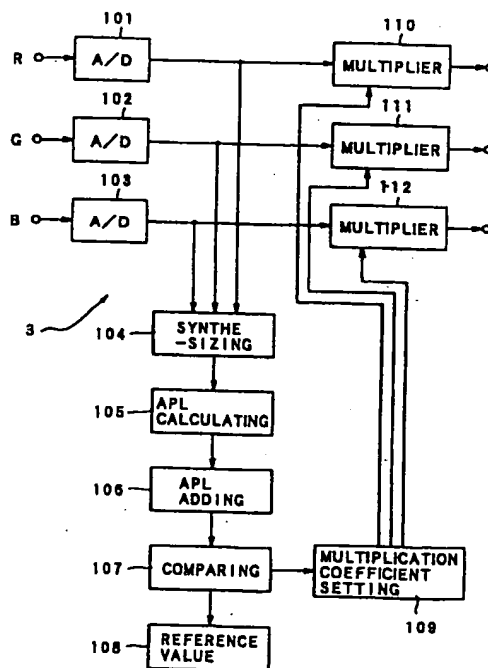 101
110
R
A/D
MULTIPLIER
102
111
G
A/D
MULTIPLIER
103
112
B
A/D
MULTIPLIER
3
104
SYNTHE
-SIZING
105
APL
CALCULATING
106
APL
ADDING
107
COMPARING
MULTIPLICATION
COEFFICIENT
SETTING
108
REFERENCE
VALUE
109